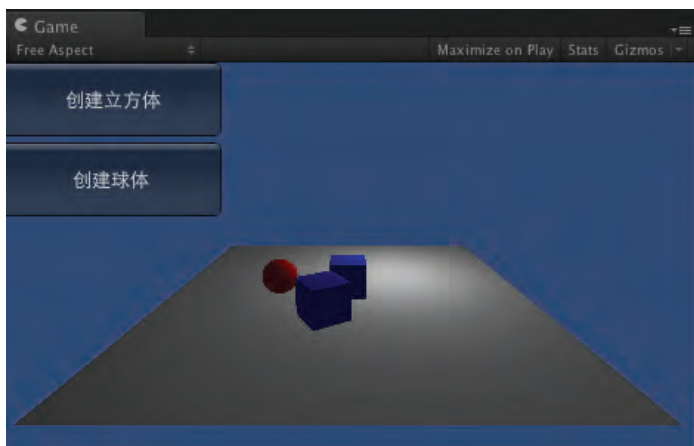 Game
Free Aspect
Maximize on Play Stats Gizmos
创建立方体
创建球体